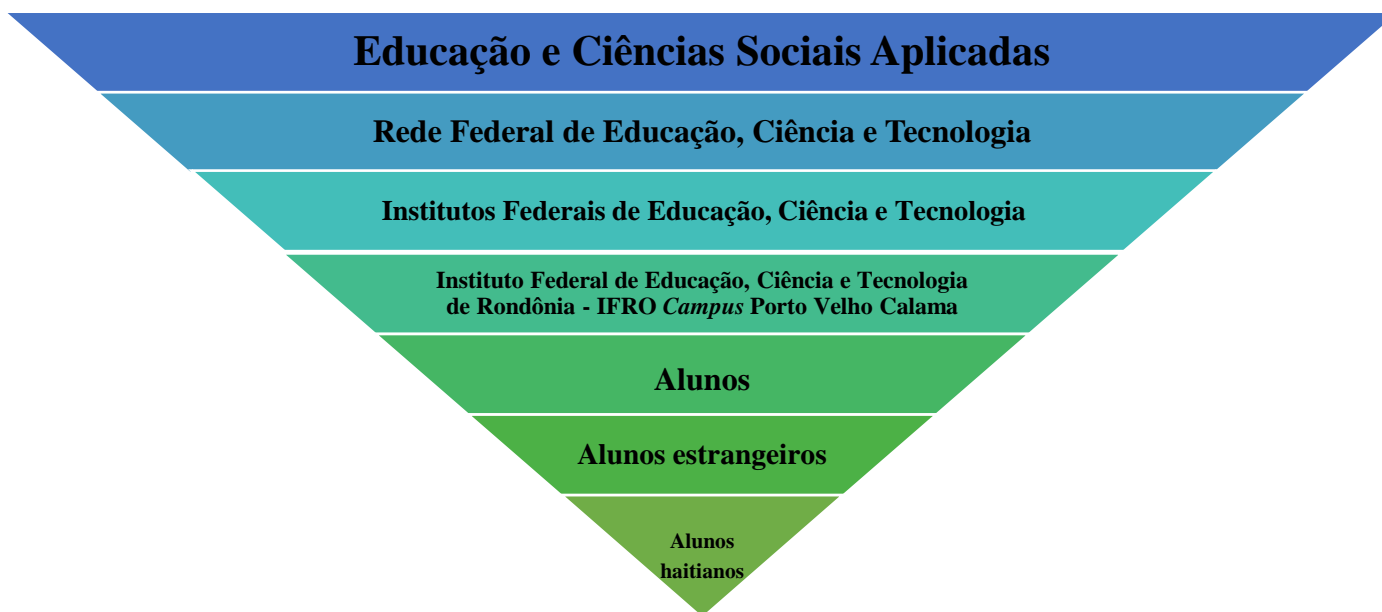 Educação e Ciências Sociais Aplicadas
Rede Federal de Educação, Ciência e Tecnologia
Institutos Federais de Educação, Ciência e Tecnologia
Instituto Federal de Educação, Ciência e Tecnologia
de Rondônia - IFRO Campus Porto Velho Calama
Alunos
Alunos estrangeiros
Alunos
haitianos